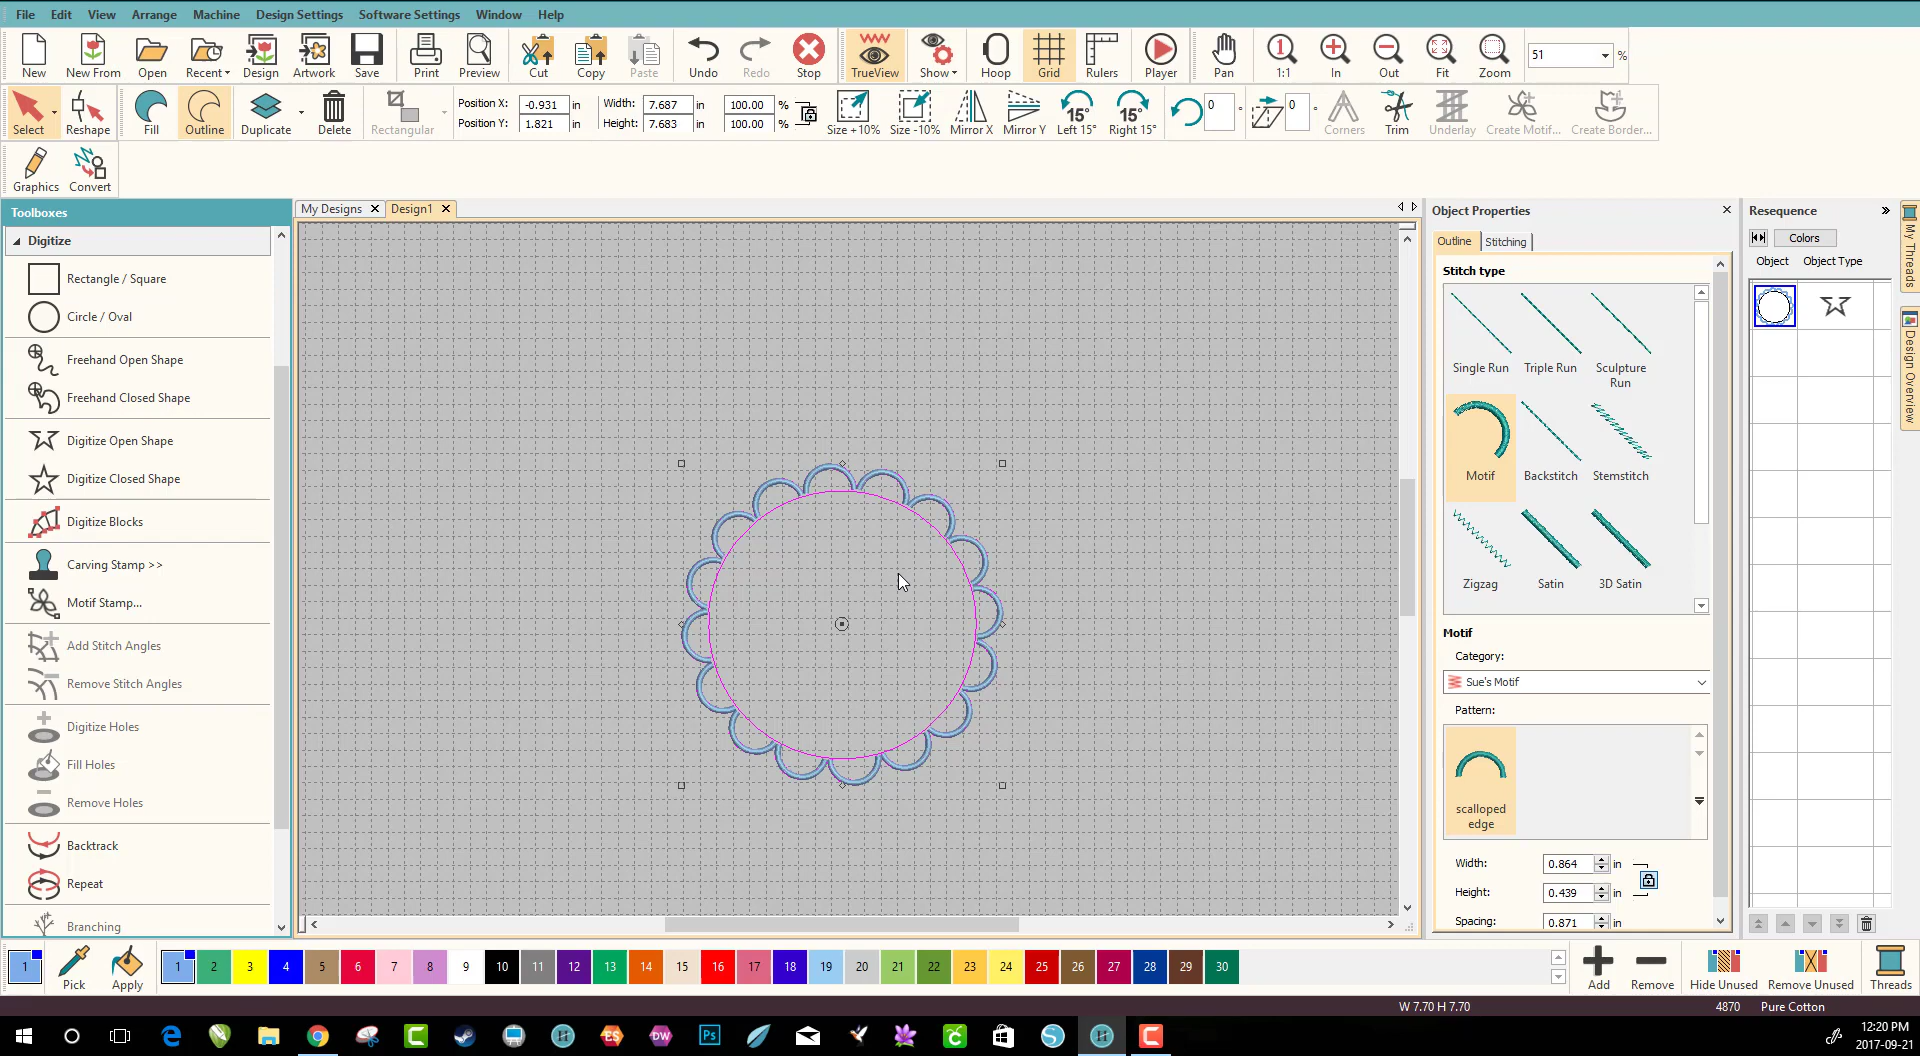 File Edit View Arrange Machine Design Settings Software Settings Window Help
New New From Open Recent Design Artwork Save Print Preview Cut Copy Paste Undo Redo Stop TrueView Show Hoop Grid Rulers Player Pan 1:1 In Out Fit Zoom 51 %
Select Reshape Fill Outline Duplicate Delete Rectangular Position X: -0.931 in Width: 7.687 in 100.00 % Size +10% Size -10% Mirror X Mirror Y Left 15° Right 15° 0 ° 0 ° Corners Trim Underlay Create Motif... Create Border...
Position Y: 1.821 in Height: 7.683 in 100.00 %
Graphics Convert
Toolboxes
Digitize
Rectangle / Square
Circle / Oval
Freehand Open Shape
Freehand Closed Shape
Digitize Open Shape
Digitize Closed Shape
Digitize Blocks
Carving Stamp >>
Motif Stamp...
Add Stitch Angles
Remove Stitch Angles
Digitize Holes
Fill Holes
Remove Holes
Backtrack
Repeat
Branching
My Designs Design1
Object Properties
Outline Stitching
Stitch type
Single Run Triple Run Sculpture Run
Motif Backstitch Stemstitch
Zigzag Satin 3D Satin
Motif
Category:
Sue's Motif
Pattern:
scalloped
edge
Width: 0.864 in
Height: 0.439 in
Spacing: 0.871 in
Resequence
Colors
Object Object Type
My Threads
Design Overview
1 Pick Apply 1 2 3 4 5 6 7 8 9 10 11 12 13 14 15 16 17 18 19 20 21 22 23 24 25 26 27 28 29 30 Add Remove Hide Unused Remove Unused Threads
W 7.70 H 7.70 4870 Pure Cotton
12:20 PM
2017-09-21